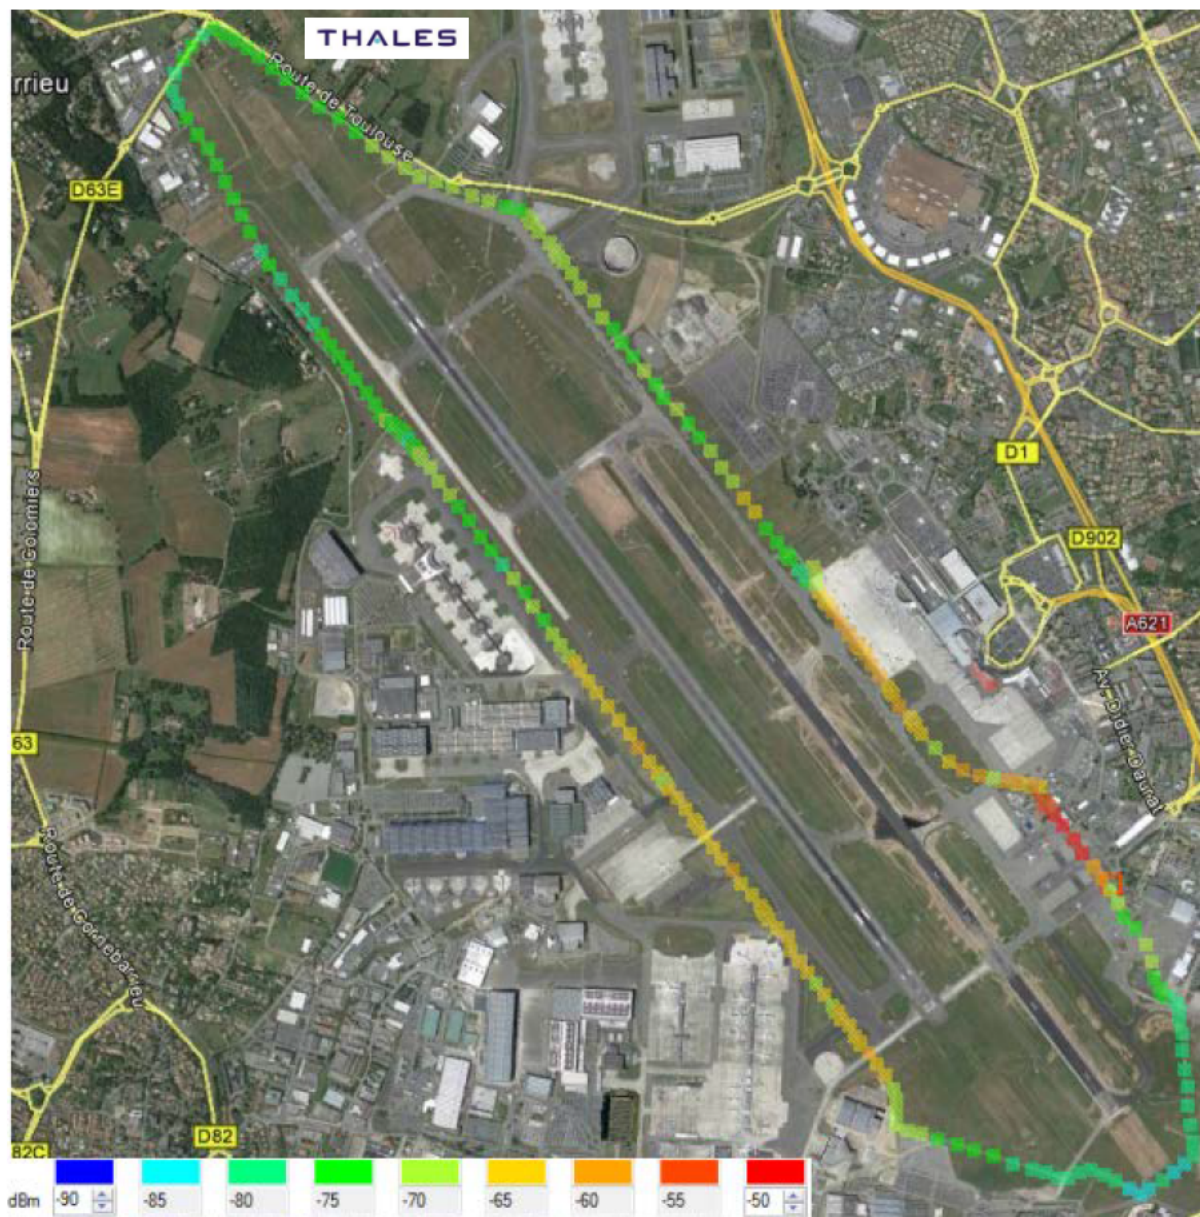 THALES
rrieu
Route de Toulouse
D63E
Route de Colomiers
D1
D902
A621
Av. Didier Daurat
63
Route de Cornebarrieu
D82
82C
dBm -90 -85 -80 -75 -70 -65 -60 -55 -50